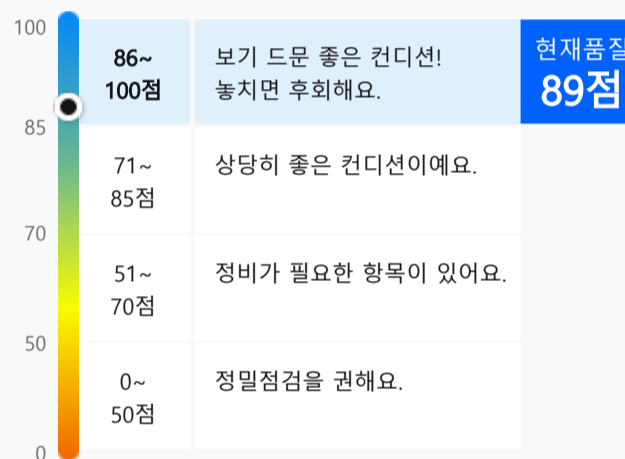 100
86~
100점
보기 드문 좋은 컨디션!
놓치면 후회해요.
현재품질
89점
85
71~
85점
상당히 좋은 컨디션이예요.
70
51~
70점
정비가 필요한 항목이 있어요.
50
0~
50점
정밀점검을 권해요.
0